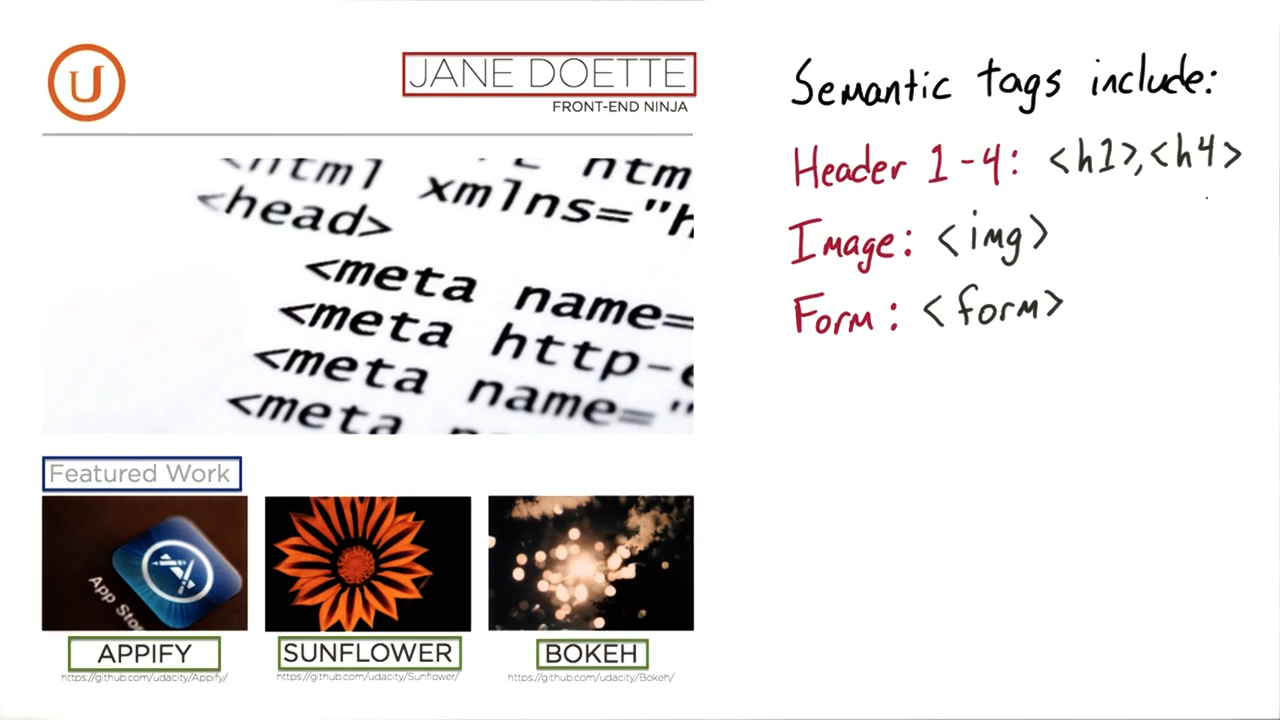 U
JANE DOETTE
FRONT-END NINJA
<html
xmlns="h
<head>
<meta name=
<meta http-e
<meta name="
<meta
Featured Work
App Sto
APPIFY
https://github.com/udacity/Appify/
SUNFLOWER
https://github.com/udacity/Sunflower/
BOKEH
https://github.com/udacity/Bokeh/
Semantic tags include:
Header 1-4: <h1>,<h4>
Image: <img>
Form: <form>